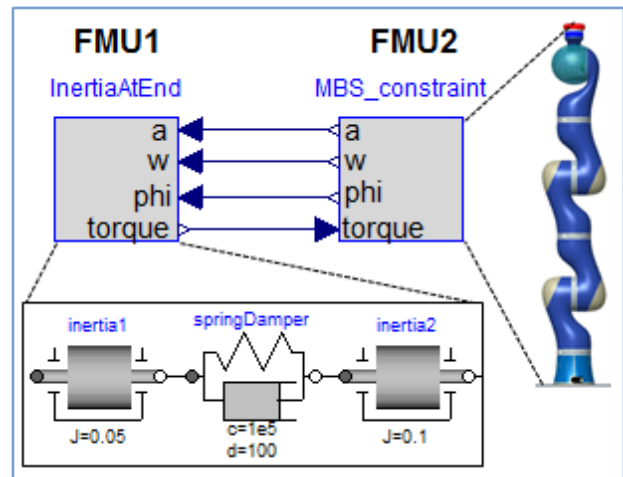 FMU1 FMU2
InertiaAtEnd MBS_constraint
a a
w w
phi phi
torque torque
inertia1 springDamper inertia2
J=0.05 c=1e5 J=0.1
d=100